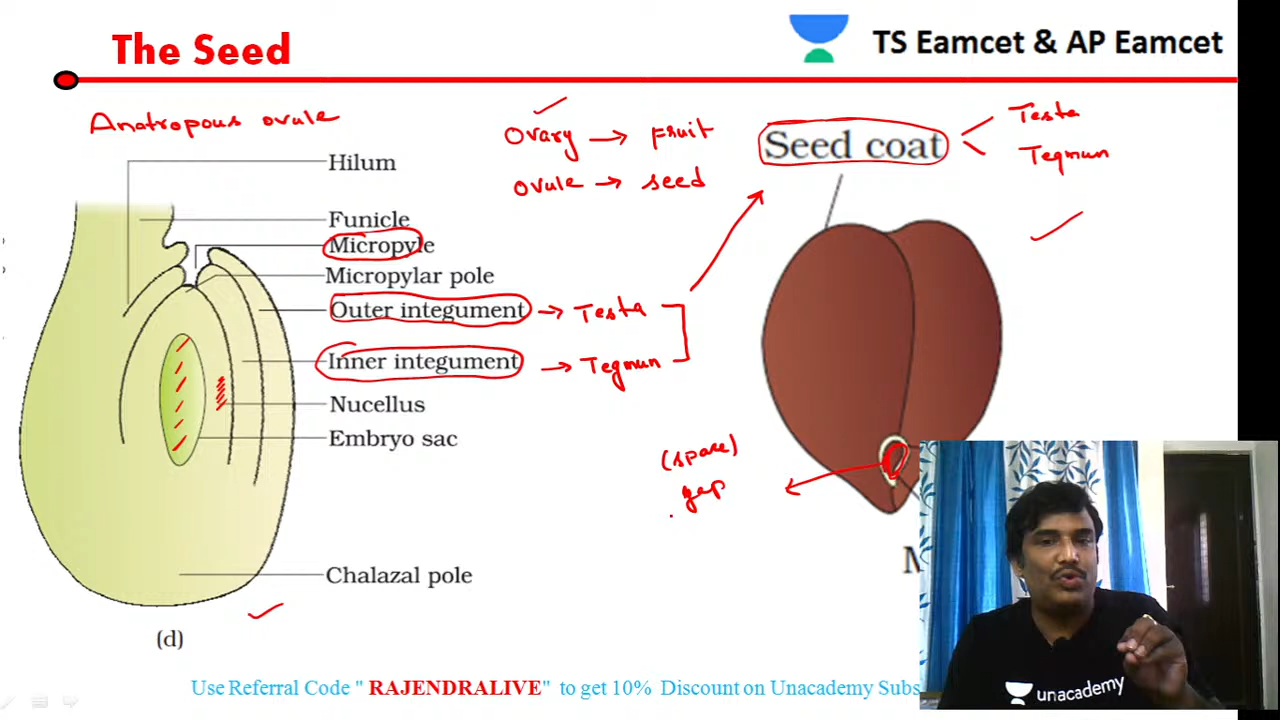 The Seed
TS Eamcet & AP Eamcet
Anatropous ovule
Ovary → fruit
ovule → seed
Seed coat
Testa
Tegmun
Hilum
Funicle
Micropyle
Micropylar pole
Outer integument → Testa
Inner integument → Tegmun
Nucellus
Embryo sac
(space)
gap
Chalazal pole
(d)
M
unacademy
Use Referral Code " RAJENDRALIVE" to get 10% Discount on Unacademy Subs